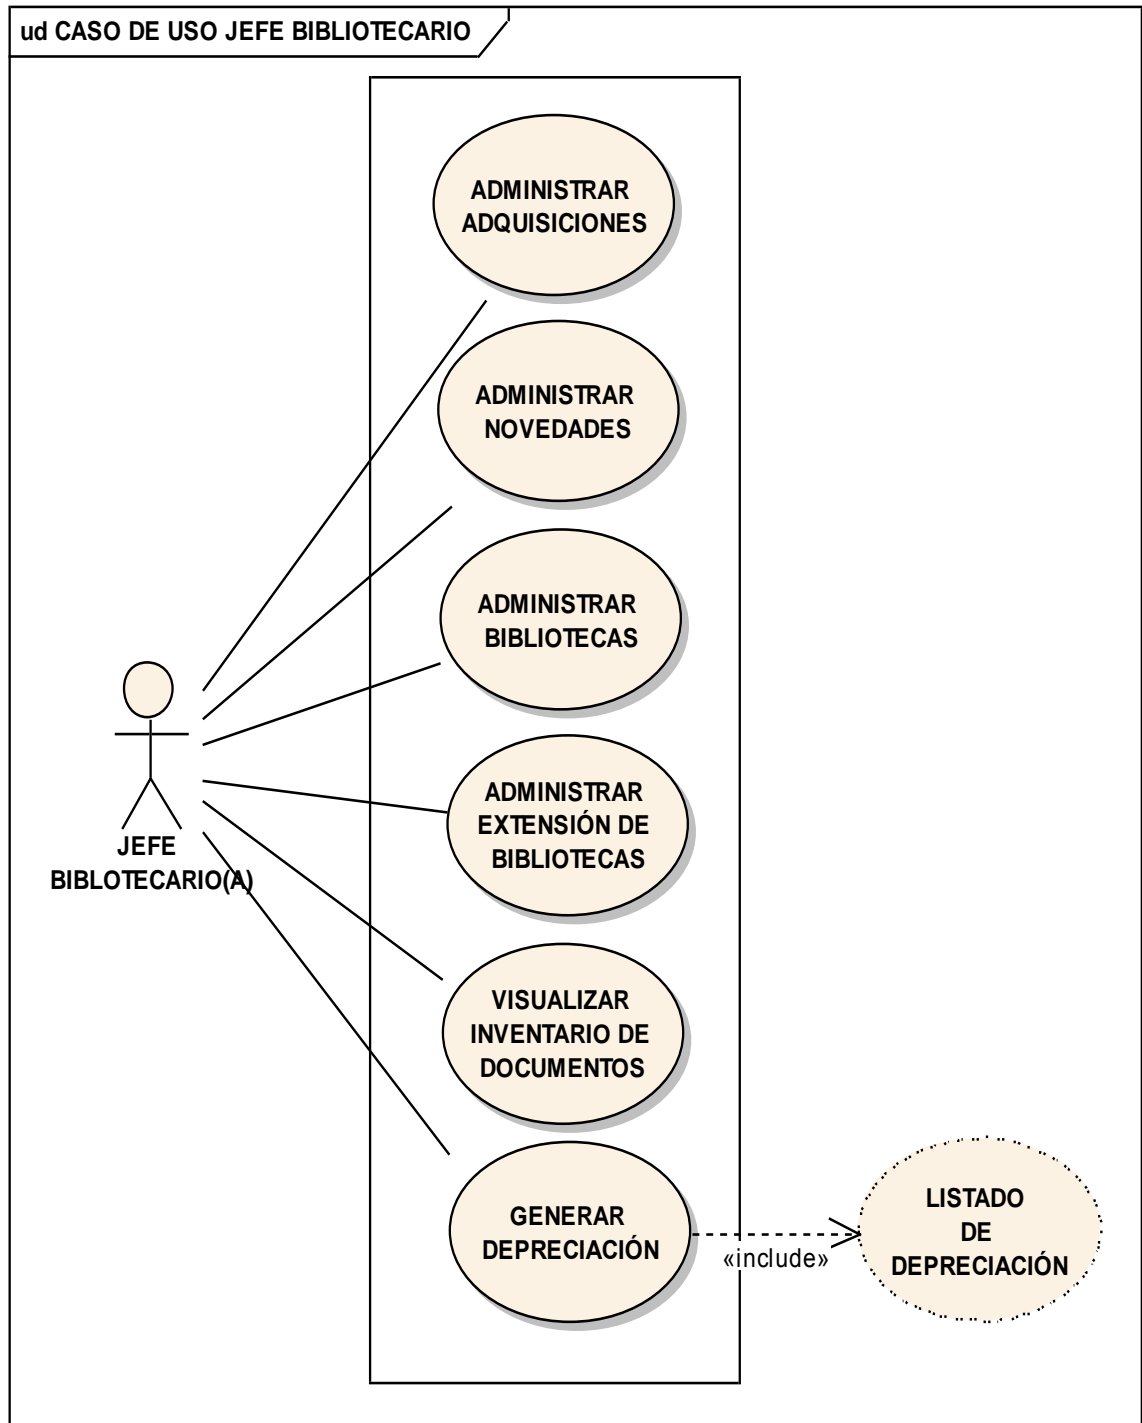 ud CASO DE USO JEFE BIBLIOTECARIO
ADMINISTRAR
ADQUISICIONES
ADMINISTRAR
NOVEDADES
ADMINISTRAR
BIBLIOTECAS
ADMINISTRAR
EXTENSIÓN DE
BIBLIOTECAS
JEFE
BIBLOTECARIO(A)
VISUALIZAR
INVENTARIO DE
DOCUMENTOS
GENERAR
DEPRECIACIÓN
«include»
LISTADO
DE
DEPRECIACIÓN